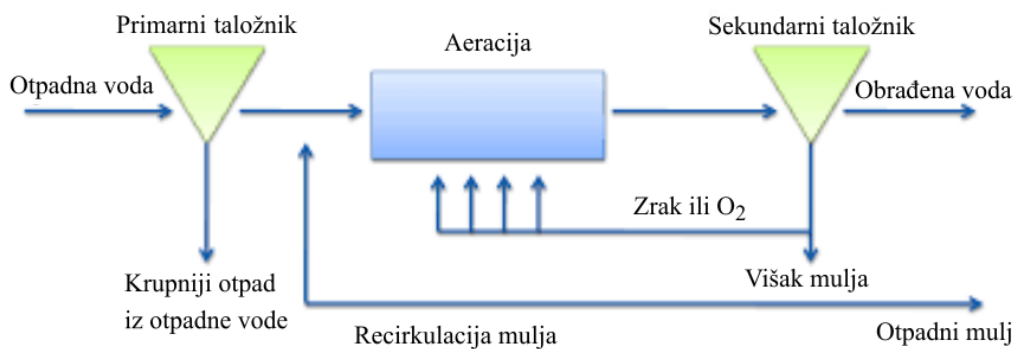 Primarni taložnik
Sekundarni taložnik
Aeracija
Otpadna voda
Obrađena voda
Zrak ili O₂
Krupniji otpad
iz otpadne vode
Višak mulja
Recirkulacija mulja
Otpadni mulj